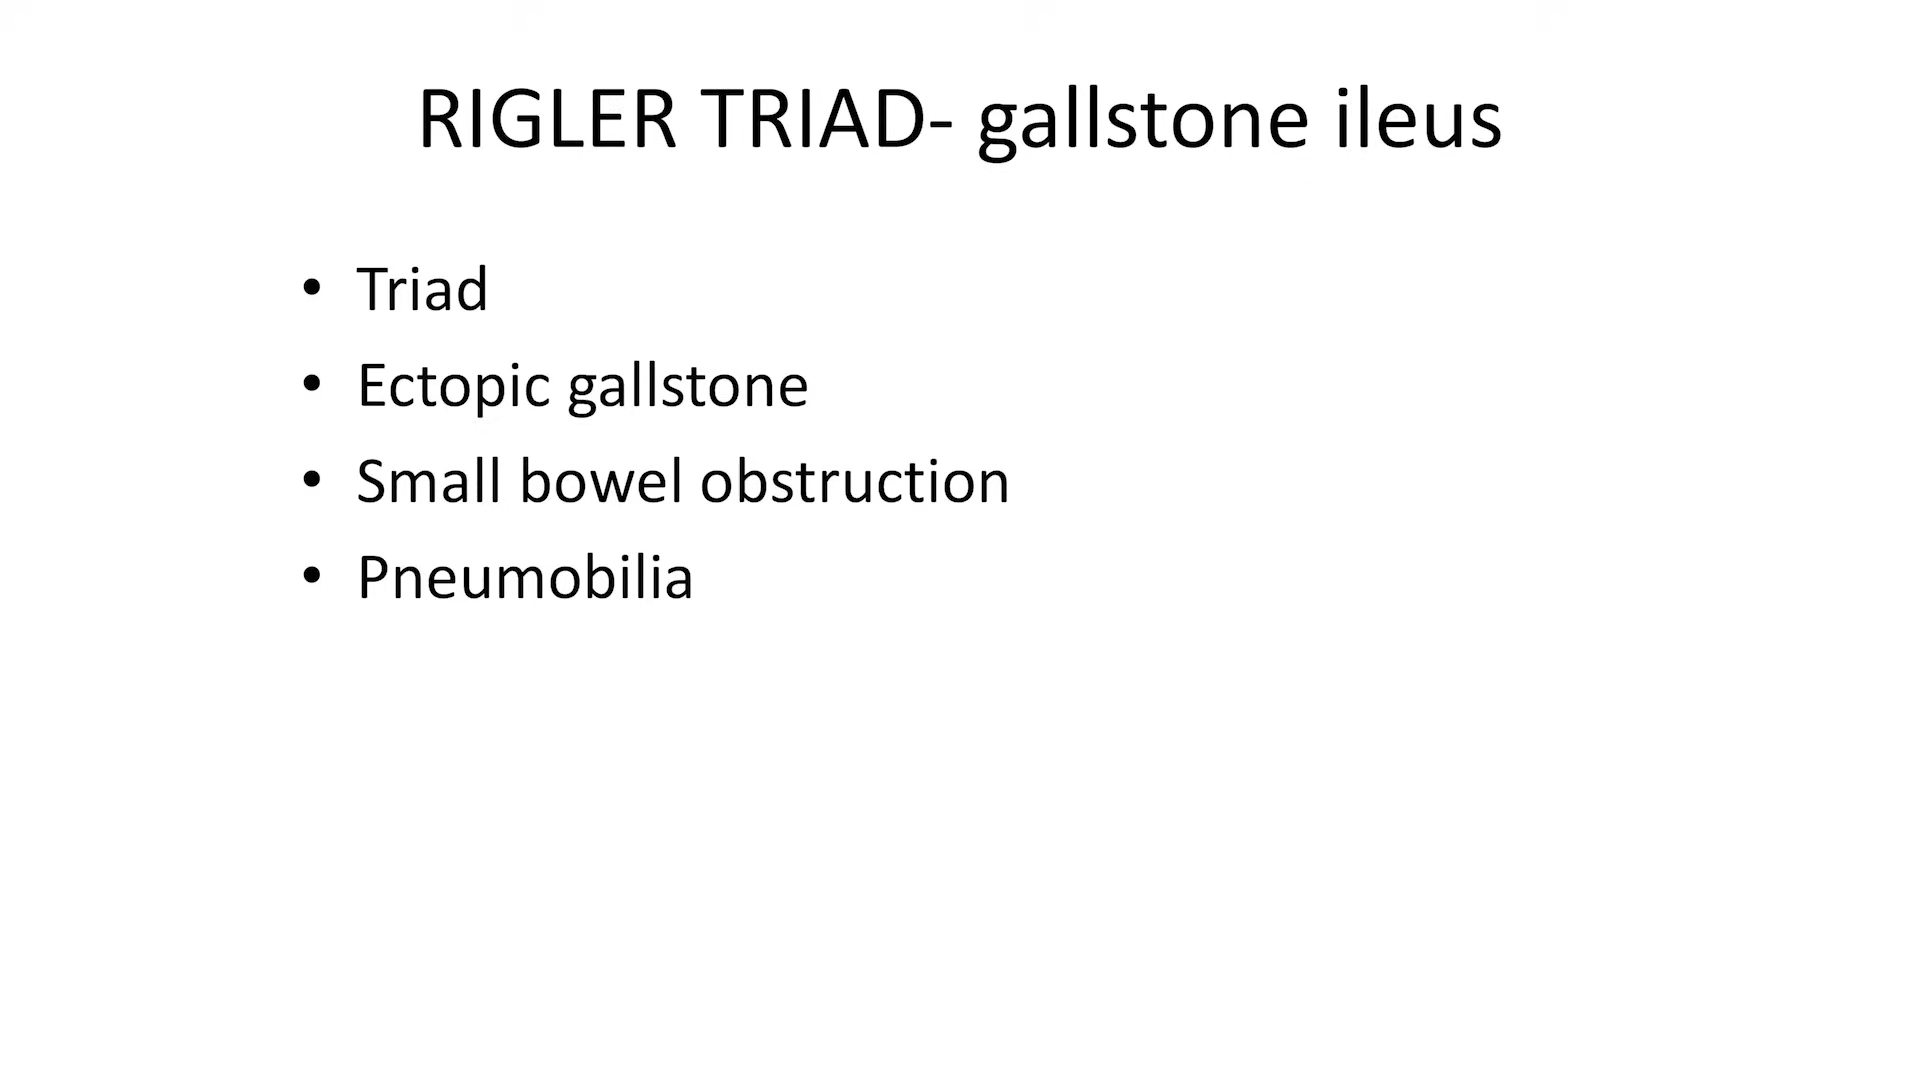 RIGLER TRIAD- gallstone ileus
• Triad
• Ectopic gallstone
• Small bowel obstruction
• Pneumobilia